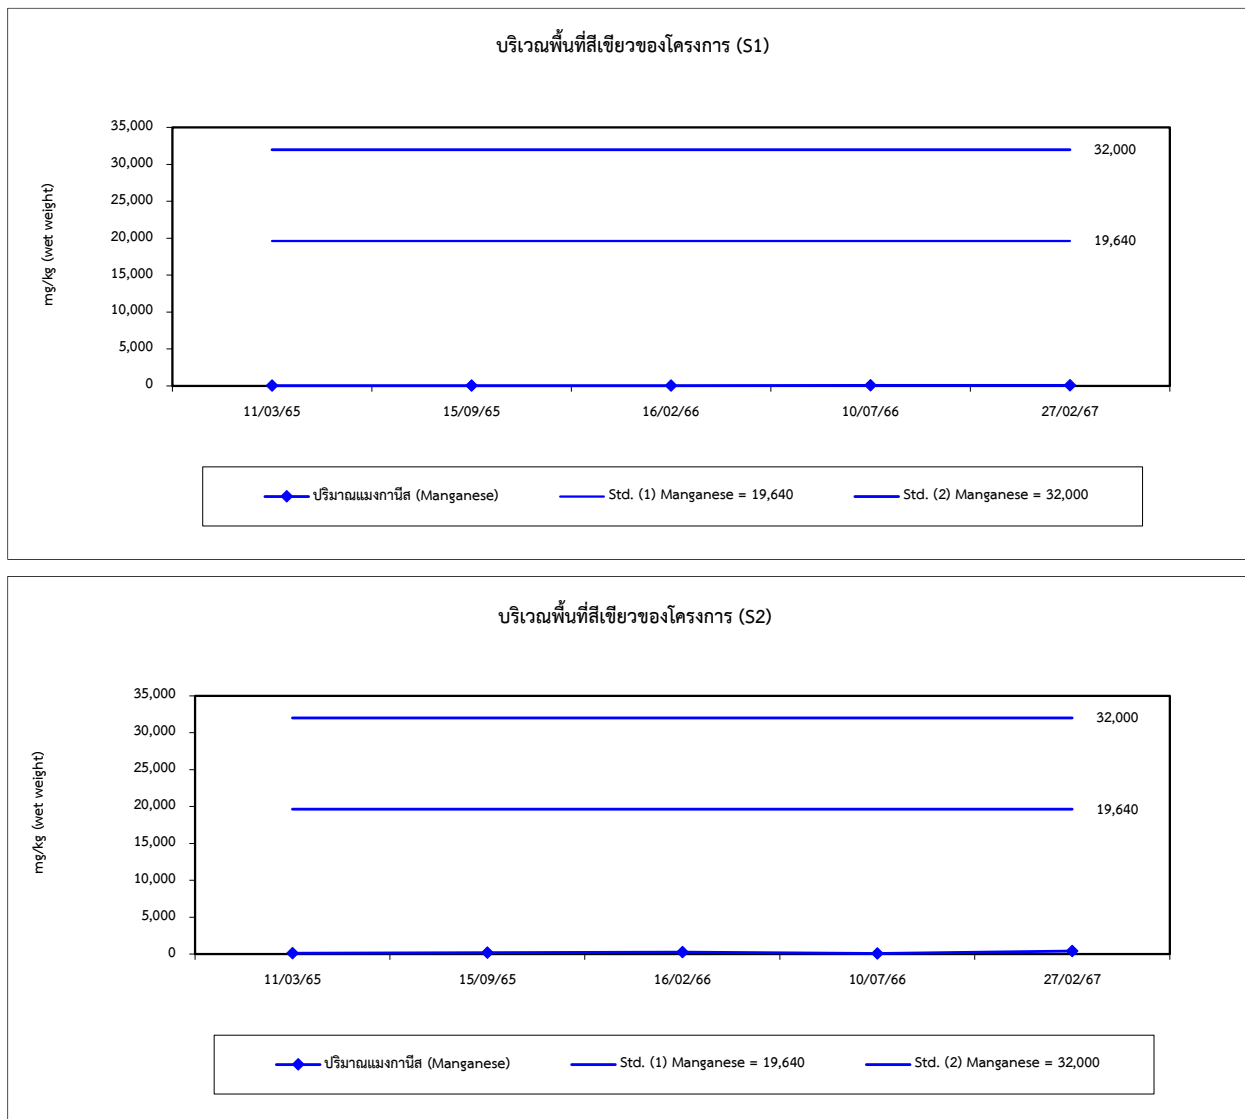 บริเวณพื้นที่สีเขียวของโครงการ (S1)
mg/kg (wet weight)
35,000
30,000
25,000
20,000
15,000
10,000
5,000
0
32,000
19,640
11/03/65 15/09/65 16/02/66 10/07/66 27/02/67
ปริมาณแมงกานีส (Manganese) Std. (1) Manganese = 19,640 Std. (2) Manganese = 32,000
บริเวณพื้นที่สีเขียวของโครงการ (S2)
mg/kg (wet weight)
35,000
30,000
25,000
20,000
15,000
10,000
5,000
0
32,000
19,640
11/03/65 15/09/65 16/02/66 10/07/66 27/02/67
ปริมาณแมงกานีส (Manganese) Std. (1) Manganese = 19,640 Std. (2) Manganese = 32,000